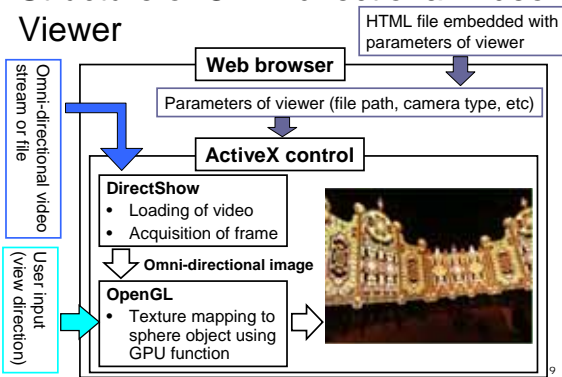 Viewer
HTML file embedded with
parameters of viewer
Web browser
Parameters of viewer (file path, camera type, etc)
Omni-directional video
stream or file
ActiveX control
DirectShow
• Loading of video
• Acquisition of frame
Omni-directional image
User input
(view direction)
OpenGL
• Texture mapping to
sphere object using
GPU function
9